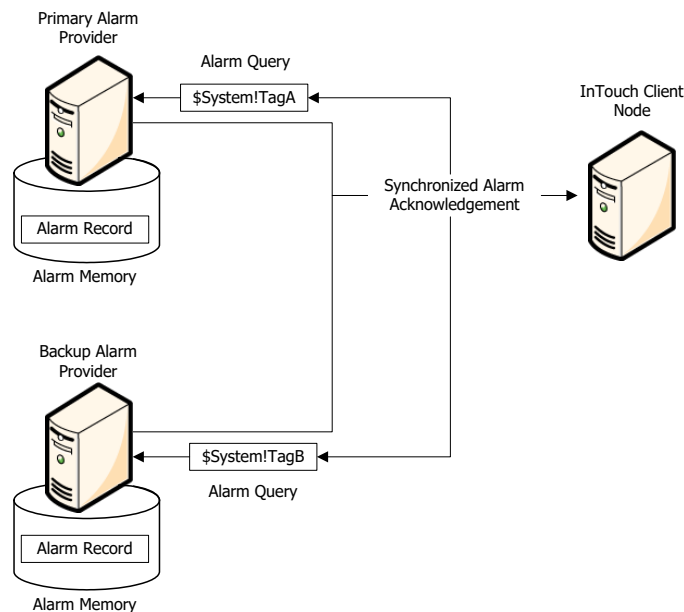 Primary Alarm
Provider
Alarm Query
$System!TagA
InTouch Client
Node
Synchronized Alarm
Acknowledgement
Alarm Record
Alarm Memory
Backup Alarm
Provider
$System!TagB
Alarm Query
Alarm Record
Alarm Memory